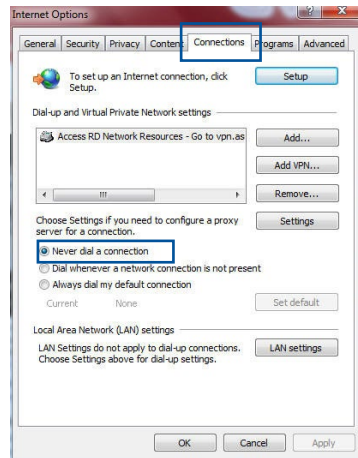 Internet Options
General Security Privacy Content Connections Programs Advanced
To set up an Internet connection, click
Setup.
Setup
Dial-up and Virtual Private Network settings
Access RD Network Resources - Go to vpn.as
Add...
Add VPN...
Remove...
Choose Settings if you need to configure a proxy
server for a connection.
Settings
Never dial a connection
Dial whenever a network connection is not present
Always dial my default connection
Current None
Set default
Local Area Network (LAN) settings
LAN Settings do not apply to dial-up connections.
Choose Settings above for dial-up settings.
LAN settings
OK Cancel Apply